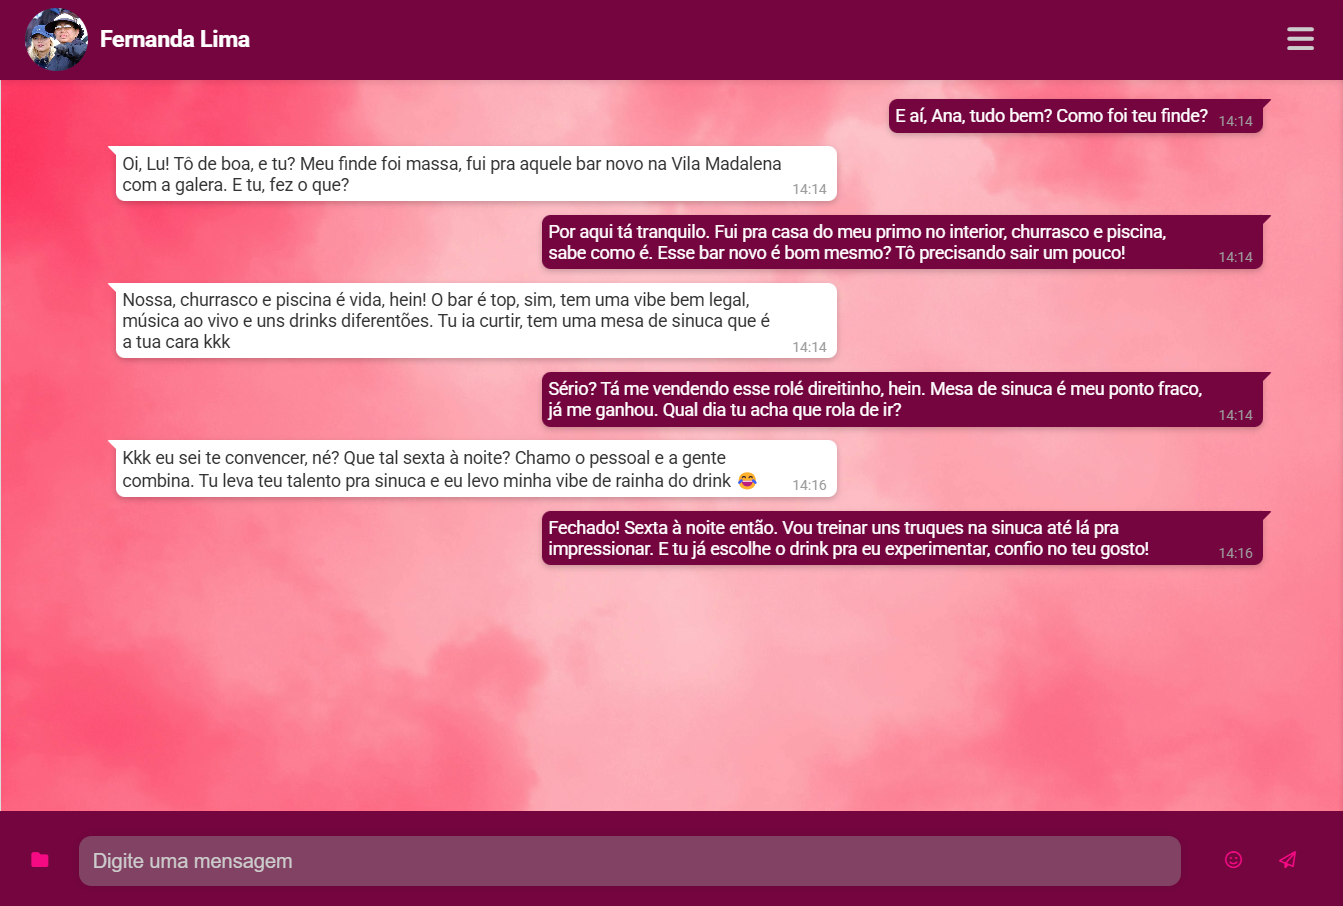 Fernanda Lima
E aí, Ana, tudo bem? Como foi teu finde?
14:14
Oi, Lu! Tô de boa, e tu? Meu finde foi massa, fui pra aquele bar novo na Vila Madalena
com a galera. E tu, fez o que?
14:14
Por aqui tá tranquilo. Fui pra casa do meu primo no interior, churrasco e piscina,
sabe como é. Esse bar novo é bom mesmo? Tô precisando sair um pouco!
14:14
Nossa, churrasco e piscina é vida, hein! O bar é top, sim, tem uma vibe bem legal,
música ao vivo e uns drinks diferentões. Tu ia curtir, tem uma mesa de sinuca que é
a tua cara kkk
14:14
Sério? Tá me vendendo esse rolé direitinho, hein. Mesa de sinuca é meu ponto fraco,
já me ganhou. Qual dia tu acha que rola de ir?
14:14
Kkk eu sei te convencer, né? Que tal sexta à noite? Chamo o pessoal e a gente
combina. Tu leva teu talento pra sinuca e eu levo minha vibe de rainha do drink 😂
14:16
Fechado! Sexta à noite então. Vou treinar uns truques na sinuca até lá pra
impressionar. E tu já escolhe o drink pra eu experimentar, confio no teu gosto!
14:16
Digite uma mensagem